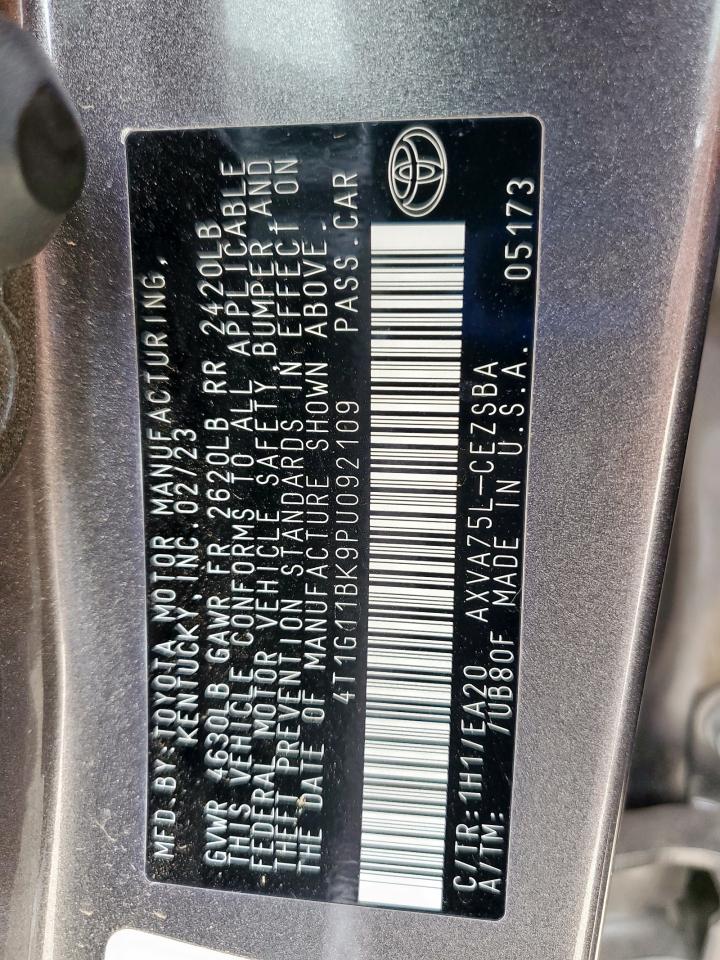 MFD.BY TOYOTA MOTOR MANUFACTURING,
KENTUCKY, INC. 02/23
GVWR 4630LB GAWR FR 2620LB RR 2420LB
THIS VEHICLE CONFORMS TO ALL APPLICABLE
FEDERAL MOTOR VEHICLE SAFETY, BUMPER, AND
THEFT PREVENTION STANDARDS IN EFFECT ON
THE DATE OF MANUFACTURE SHOWN ABOVE.
4T1G11BK9PU092109 PASS.CAR
C/TR:1H1/EA20 AXVA75L-CEZSBA 05173
A/TM: /UB80F MADE IN U.S.A.